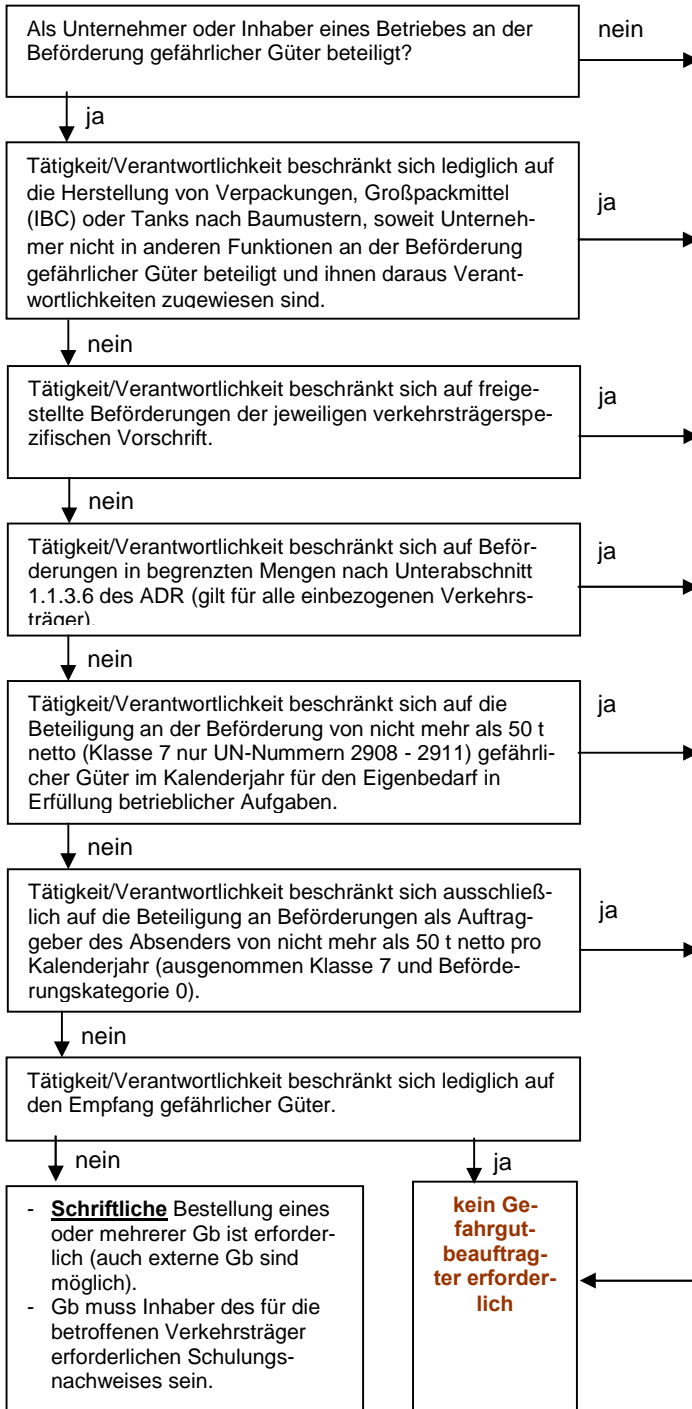 Als Unternehmer oder Inhaber eines Betriebes an der
Beförderung gefährlicher Güter beteiligt?
nein
ja
Tätigkeit/Verantwortlichkeit beschränkt sich lediglich auf
die Herstellung von Verpackungen, Großpackmittel
(IBC) oder Tanks nach Baumustern, soweit Unterneh-
mer nicht in anderen Funktionen an der Beförderung
gefährlicher Güter beteiligt und ihnen daraus Verant-
wortlichkeiten zugewiesen sind.
ja
nein
Tätigkeit/Verantwortlichkeit beschränkt sich auf freige-
stellte Beförderungen der jeweiligen verkehrsträgerspe-
zifischen Vorschrift.
ja
nein
Tätigkeit/Verantwortlichkeit beschränkt sich auf Beför-
derungen in begrenzten Mengen nach Unterabschnitt
1.1.3.6 des ADR (gilt für alle einbezogenen Verkehrs-
träger).
ja
nein
Tätigkeit/Verantwortlichkeit beschränkt sich auf die
Beteiligung an der Beförderung von nicht mehr als 50 t
netto (Klasse 7 nur UN-Nummern 2908 - 2911) gefährli-
cher Güter im Kalenderjahr für den Eigenbedarf in
Erfüllung betrieblicher Aufgaben.
ja
nein
Tätigkeit/Verantwortlichkeit beschränkt sich ausschließ-
lich auf die Beteiligung an Beförderungen als Auftrag-
geber des Absenders von nicht mehr als 50 t netto pro
Kalenderjahr (ausgenommen Klasse 7 und Beförde-
rungskategorie 0).
ja
nein
Tätigkeit/Verantwortlichkeit beschränkt sich lediglich auf
den Empfang gefährlicher Güter.
nein
ja
- Schriftliche Bestellung eines
oder mehrerer Gb ist erforder-
lich (auch externe Gb sind
möglich).
- Gb muss Inhaber des für die
betroffenen Verkehrsträger
erforderlichen Schulungs-
nachweises sein.
kein Ge-
fahrgut-
beauftrag-
ter erforder-
lich